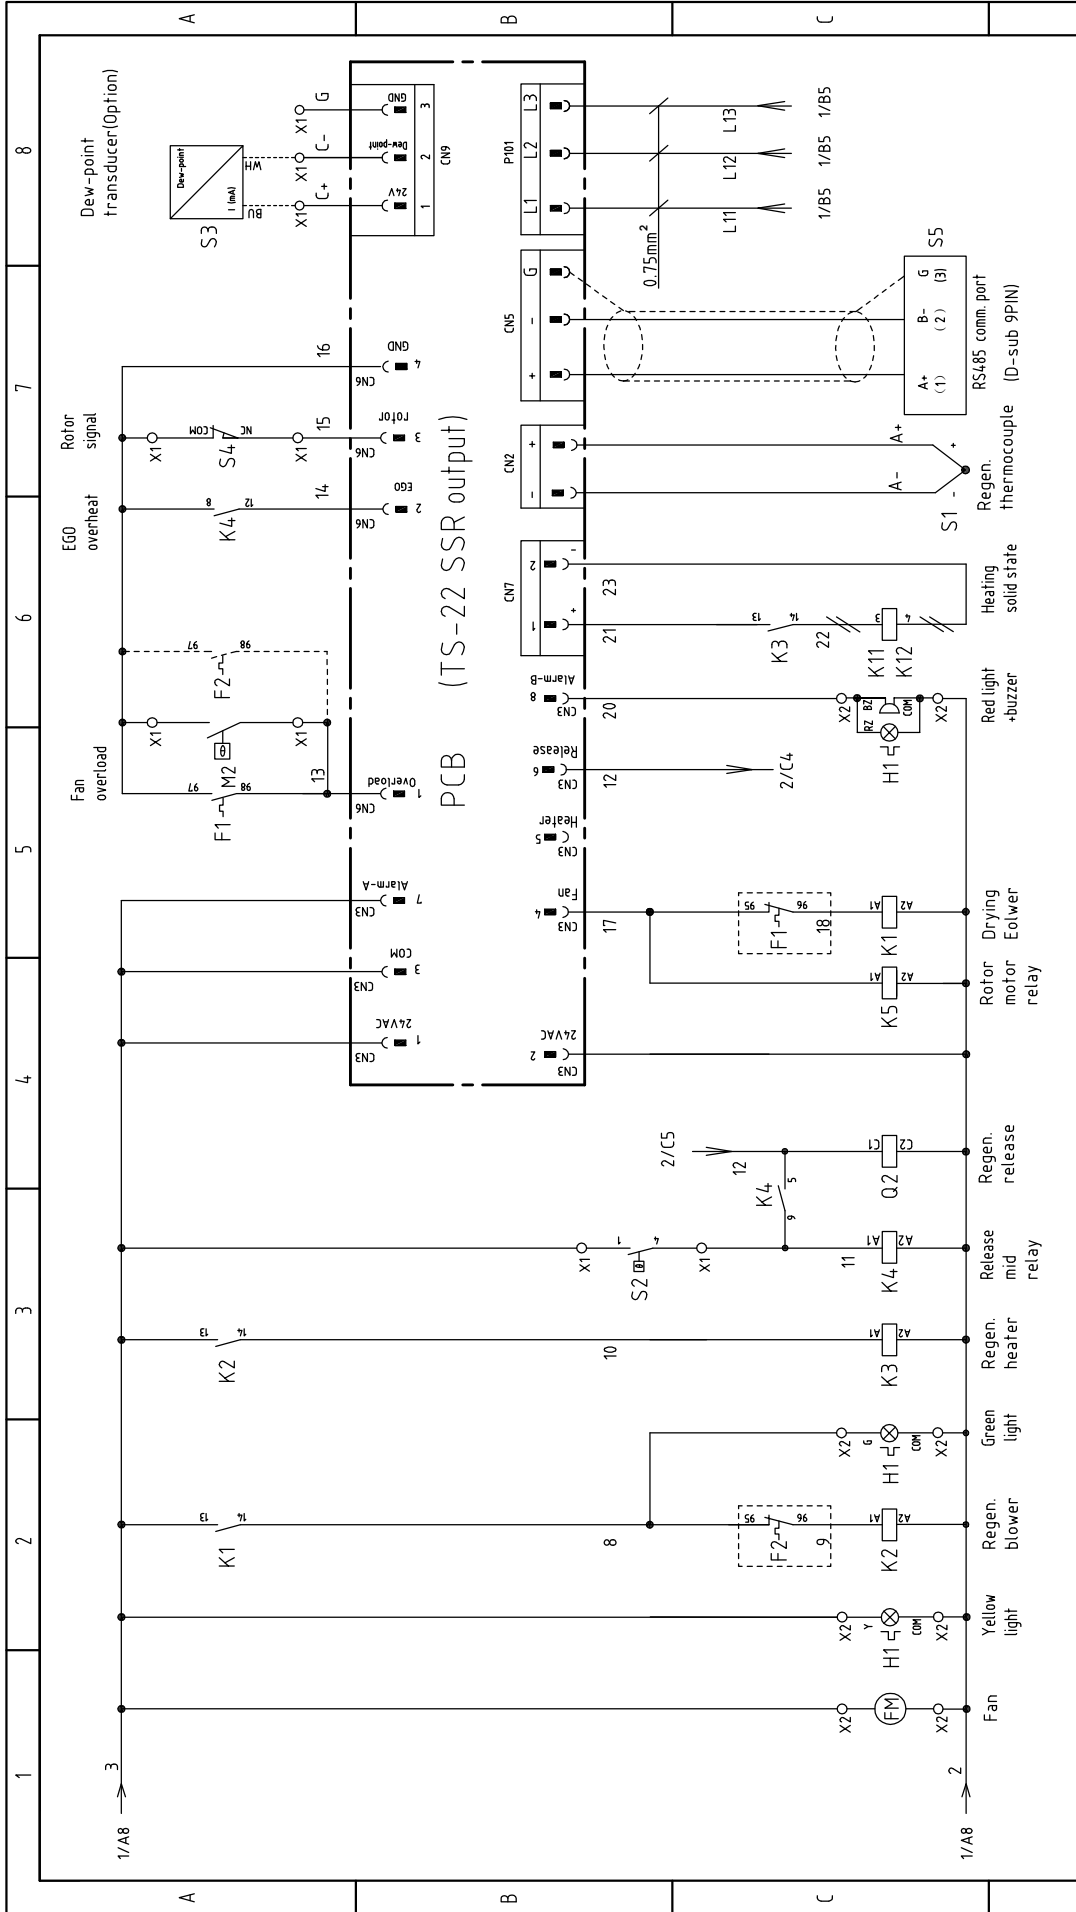 1
2
3
4
5
6
7
8
A
B
C
A
B
C
1/A8
3
1/A8
2
X2
FM
X2
Fan
X2
Y
H1
COM
X2
Yellow
light
13
14
K1
8
95
96
F2
9
A1
A2
K2
Regen.
blower
X2
G
H1
COM
X2
Green
light
13
14
K2
10
A1
A2
K3
Regen.
heater
X1
1
4
S2
θ
X1
11
A1
A2
K4
Release
mid
relay
9
5
K4
2/C5
12
C1
C2
Q2
Regen.
release
PCB (TS-22 SSR output)
CN3
1
24VAC
CN3
3
COM
CN3
7
Alarm-A
CN3
2
24VAC
CN3
4
Fan
CN3
5
Heater
CN3
6
Release
CN3
8
Alarm-B
17
A1
A2
K5
Rotor
motor
relay
95
96
F1
18
A1
A2
K1
Drying
Eolwer
12
2/C4
20
X2
RZ
BZ
H1
COM
X2
Red light
+buzzer
Fan
overload
97
98
F1
13
X1
θ
M2
X1
97
98
F2
CN6
1
Overload
EGO
overheat
8
12
K4
14
CN6
2
EGO
Rotor
signal
X1
COM
NC
S4
X1
15
CN6
3
rotor
16
CN6
4
GND
CN7
1
2
+
-
21
23
13
14
K3
22
3
4
K11
K12
Heating
solid state
CN2
-
+
A-
A+
S1
-
+
Regen.
thermocouple
CN5
+
-
G
A+
(1)
B-
(2)
G
(3)
S5
RS485 comm. port
(D-sub 9PIN)
P101
L1
L2
L3
0.75mm²
L11
L12
L13
1/B5
1/B5
1/B5
Dew-point
transducer(Option)
Dew-point
I (mA)
S3
BU
WH
X1
X1
X1
C+
C-
G
24V
Dew-point
GND
1
2
3
CN9